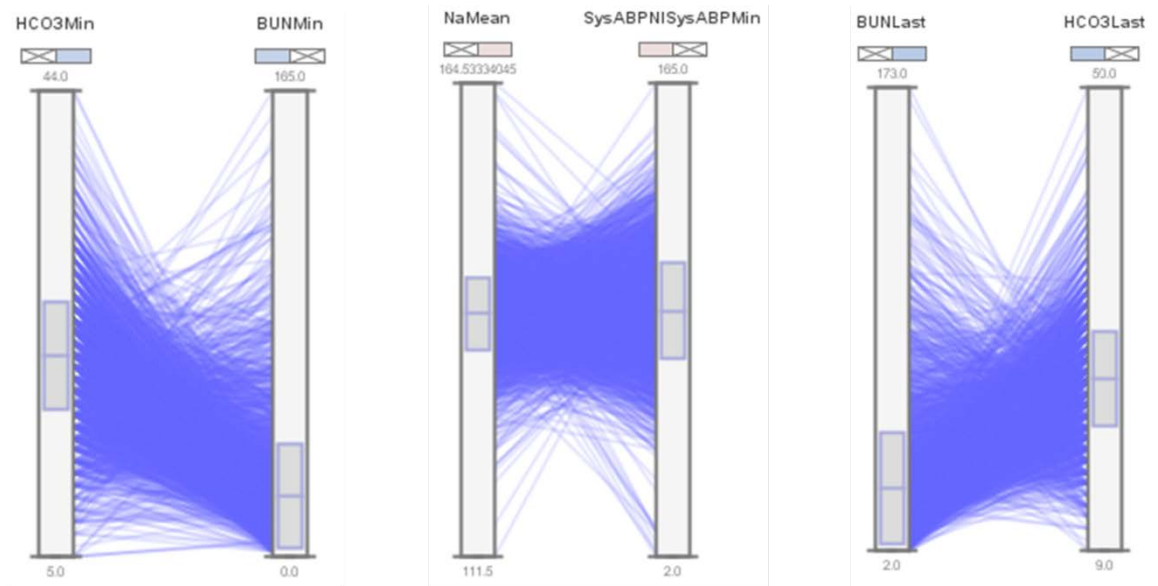 HCO3Min BUNMin
44.0 165.0
5.0 0.0
NaMean SysABPNISysABPMin
164.53334045 165.0
111.5 2.0
BUNLast HCO3Last
173.0 50.0
2.0 9.0